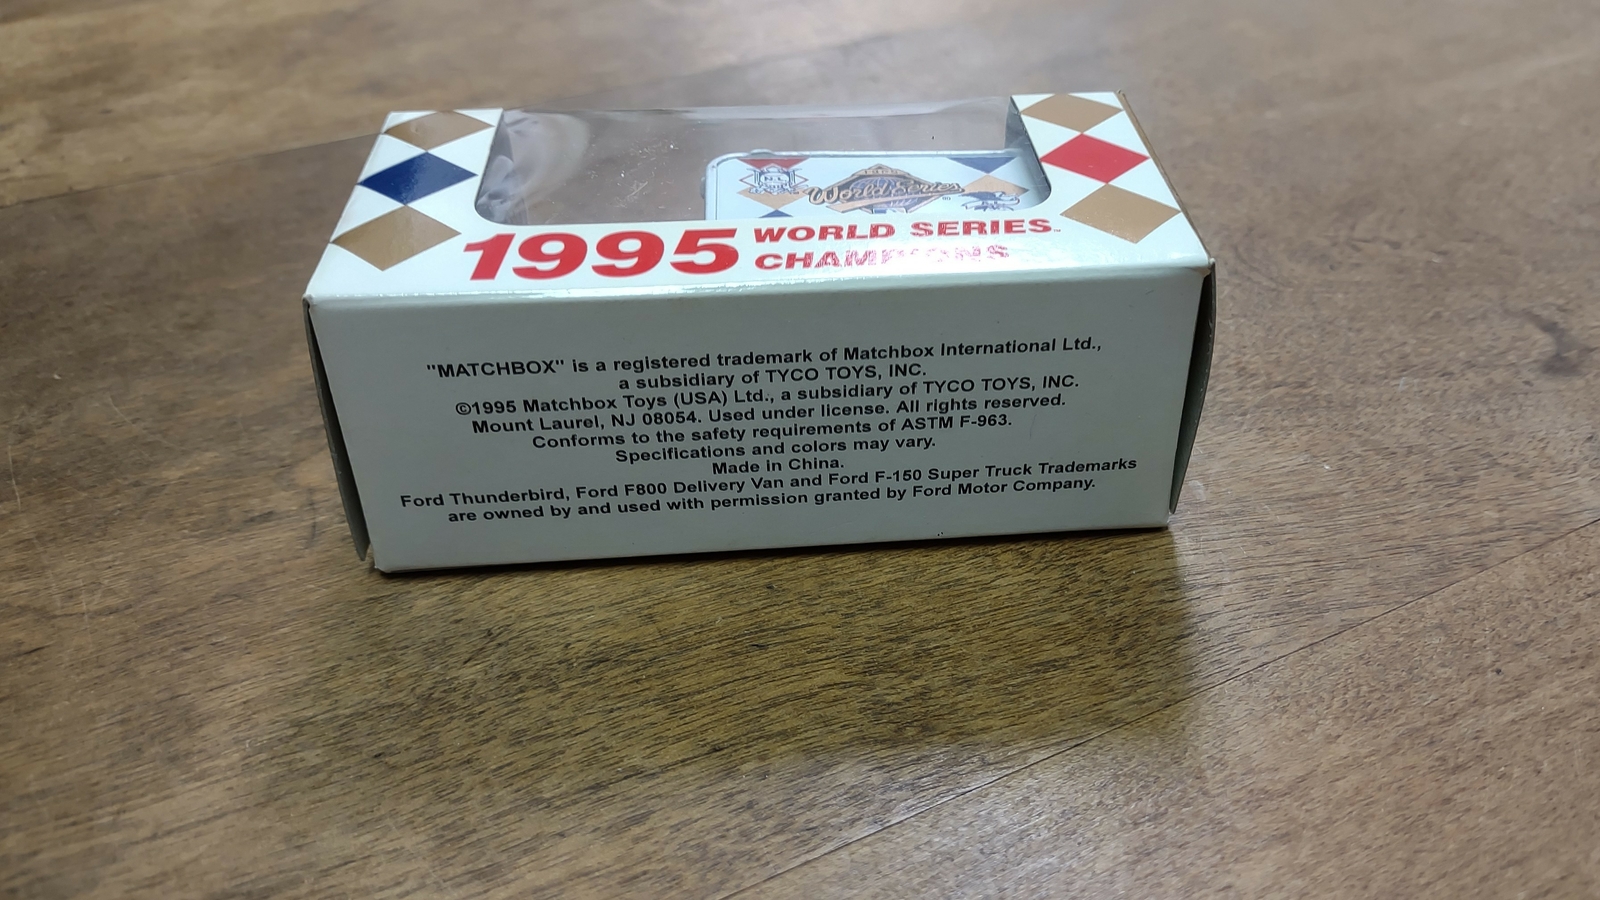 1995
World Series
1995 WORLD SERIES™
CHAMPIONS
"MATCHBOX" is a registered trademark of Matchbox International Ltd.,
a subsidiary of TYCO TOYS, INC.
©1995 Matchbox Toys (USA) Ltd., a subsidiary of TYCO TOYS, INC.
Mount Laurel, NJ 08054. Used under license. All rights reserved.
Conforms to the safety requirements of ASTM F-963.
Specifications and colors may vary.
Made in China.
Ford Thunderbird, Ford F800 Delivery Van and Ford F-150 Super Truck Trademarks
are owned by and used with permission granted by Ford Motor Company.